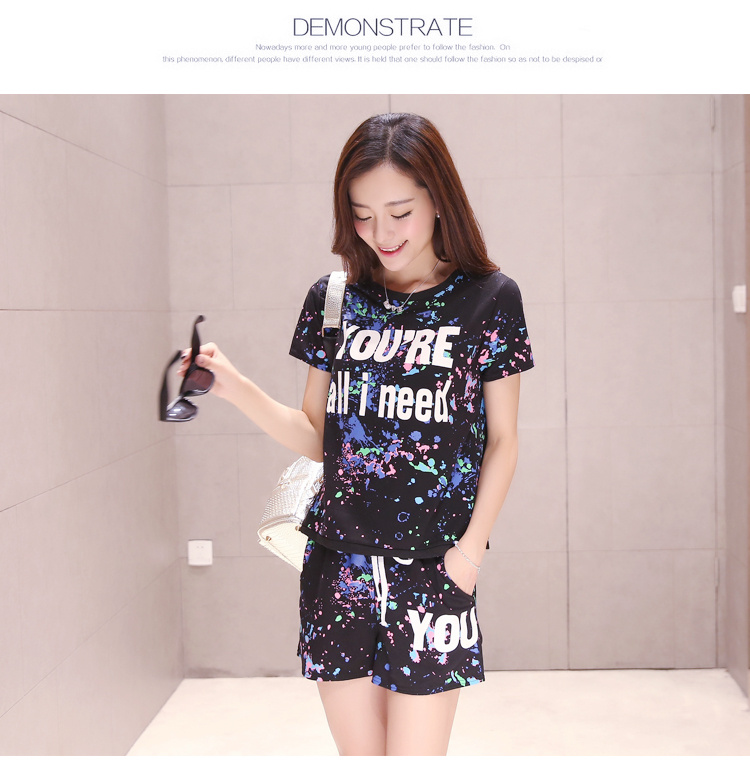 DEMONSTRATE
Nowadays more and more young people prefer to follow the fashion. On
this phenomenon, different people have different views. It is held that one should follow the fashion so as not to be despised or
YOU'RE
all i need
YOU